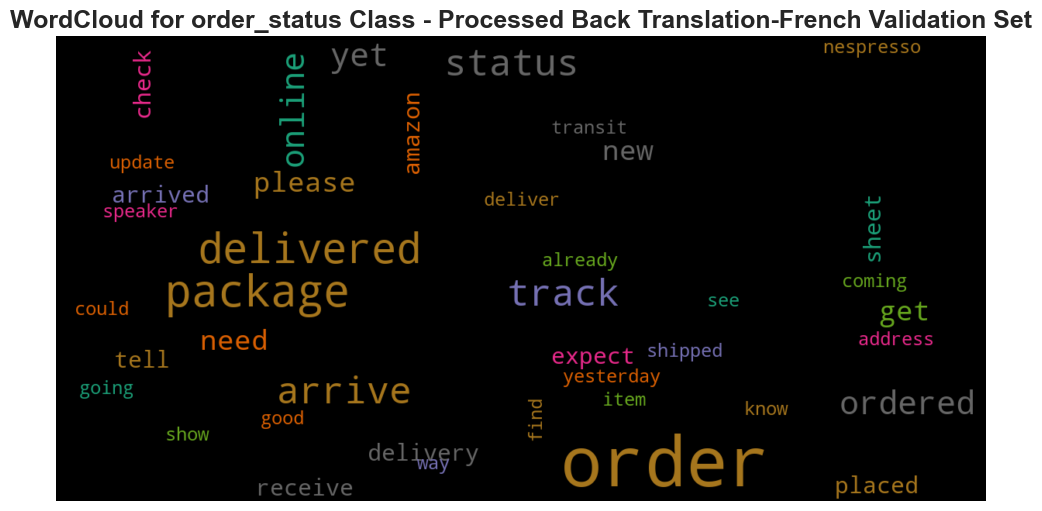 WordCloud for order_status Class - Processed Back Translation-French Validation Set
check
online
yet
status
nespresso
amazon
transit
new
update
please
arrived
speaker
deliver
sheet
delivered
already
package
track
see
coming
get
could
need
tell
expect
shipped
address
going
arrive
yesterday
item
know
ordered
good
find
show
delivery
way
order
receive
placed